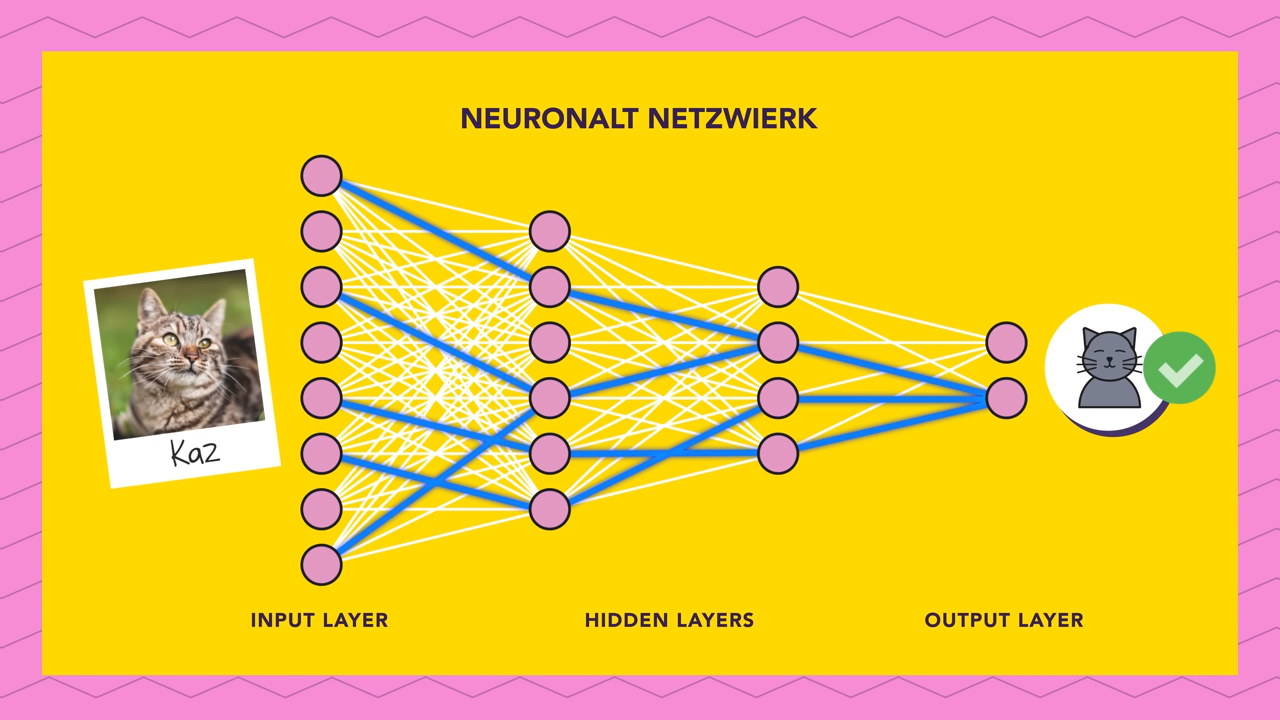 NEURONALT NETZWIERK
Kaz
INPUT LAYER
HIDDEN LAYERS
OUTPUT LAYER